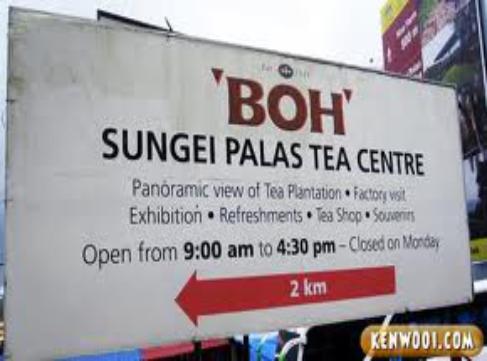 'BOH'
SUNGEI PALAS TEA CENTRE
Panoramic view of Tea Plantation • Factory visit
Exhibition • Refreshments • Tea Shop • Souvenirs
Open from 9:00 am to 4:30 pm – Closed on Monday
2 km
KENWOOI.COM